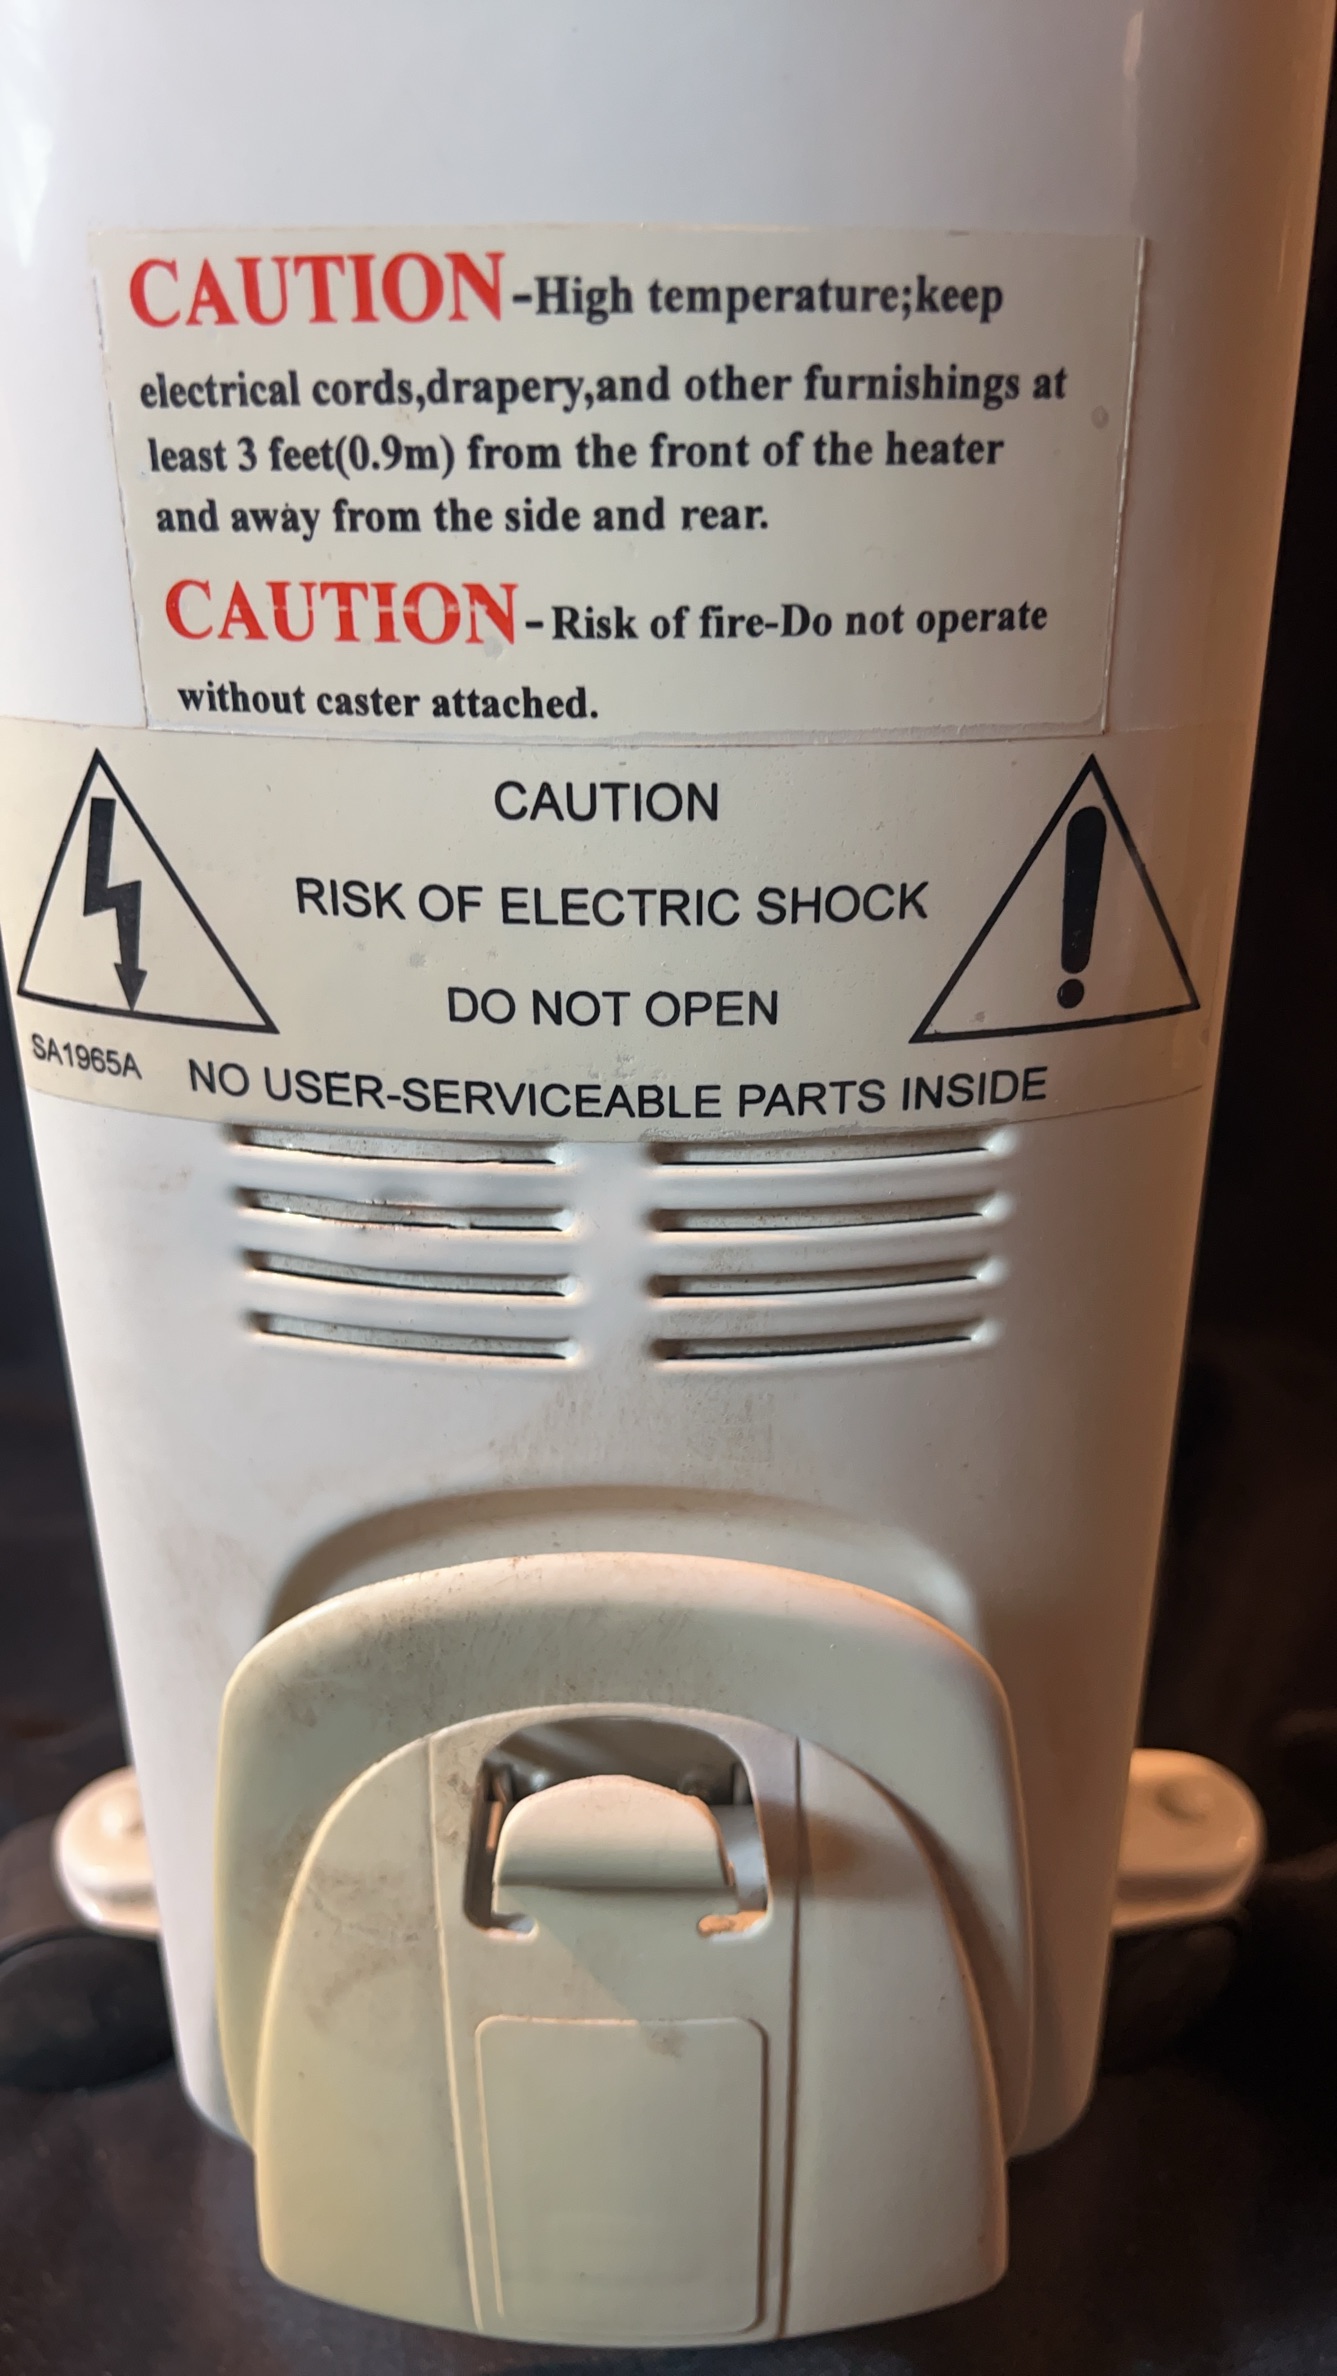 CAUTION-High temperature;keep
electrical cords,drapery,and other furnishings at
least 3 feet(0.9m) from the front of the heater
and away from the side and rear.
CAUTION-Risk of fire-Do not operate
without caster attached.
CAUTION
RISK OF ELECTRIC SHOCK
DO NOT OPEN
SA1965A
NO USER-SERVICEABLE PARTS INSIDE